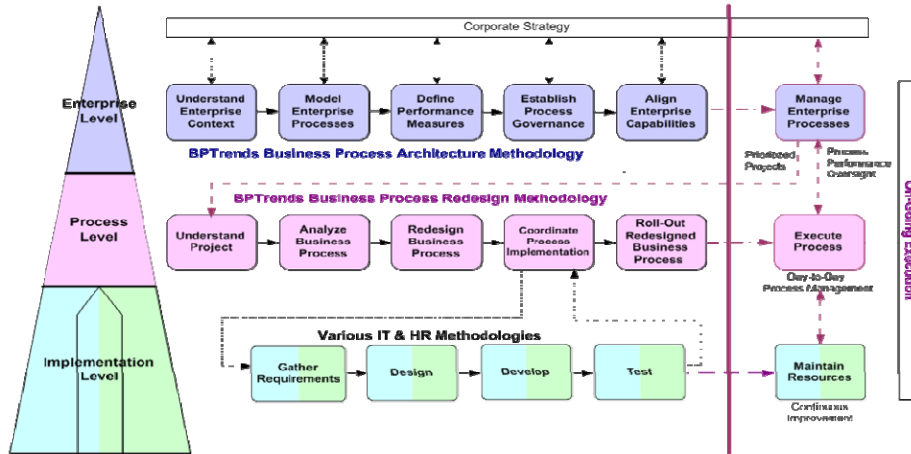 Corporate Strategy
Enterprise
Level
Understand
Enterprise
Context
Model
Enterprise
Processes
Define
Performance
Measures
Establish
Process
Governance
Align
Enterprise
Capabilities
Manage
Enterprise
Processes
BPTrends Business Process Architecture Methodology
Prioritized
Projects
Process
Performance
Oversight
BPTrends Business Process Redesign Methodology
Process
Level
Understand
Project
Analyze
Business
Process
Redesign
Business
Process
Coordinate
Process
Implementation
Roll-Out
Redesigned
Business
Process
Execute
Process
Day-to-Day
Process Management
On-Going Execution
Various IT & HR Methodologies
Implementation
Level
Gather
Requirements
Design
Develop
Test
Maintain
Resources
Continuous
Improvement